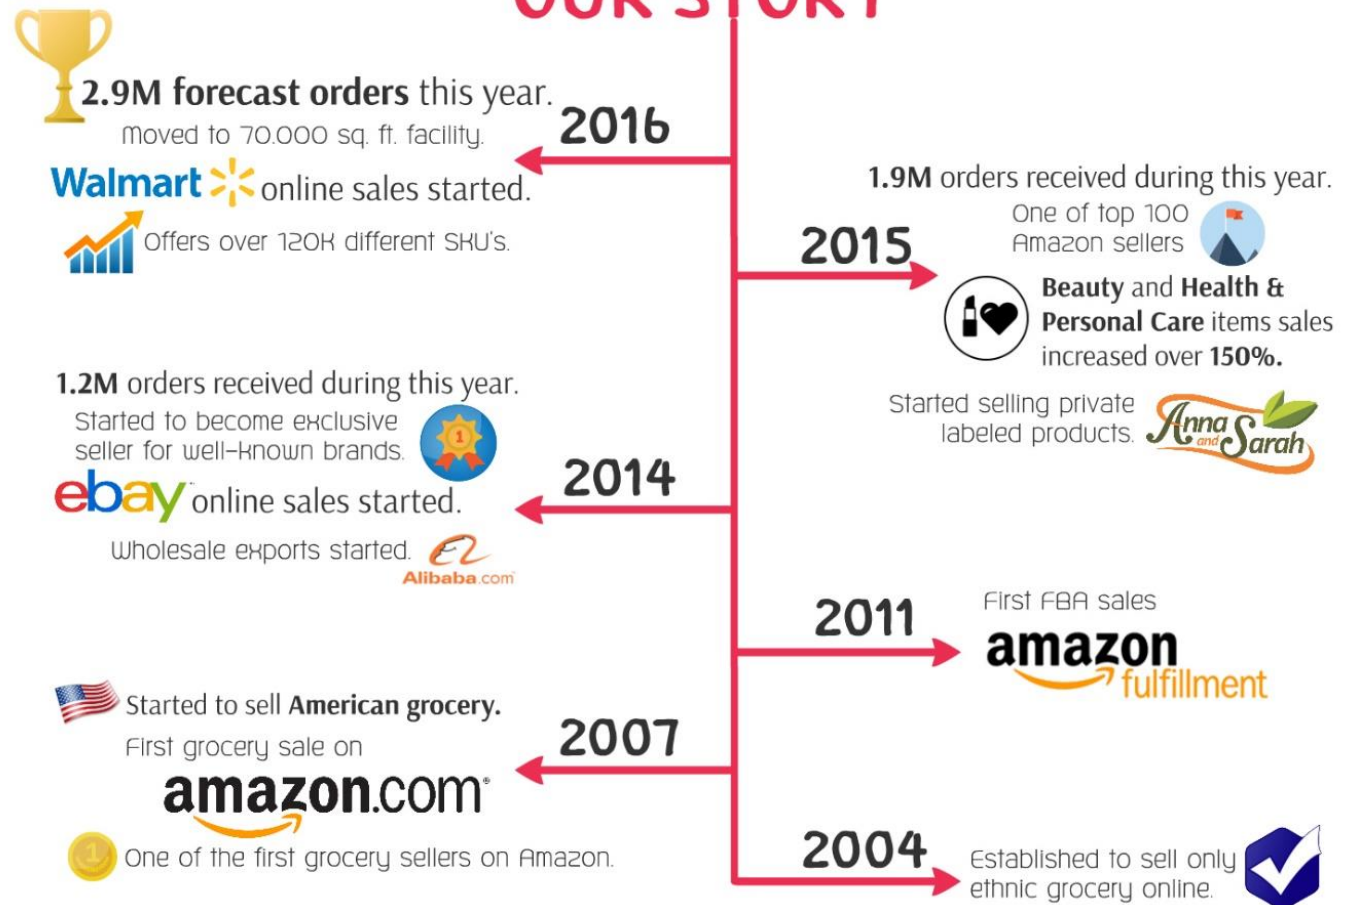 OUR STORY
2.9M forecast orders this year.
Moved to 70.000 sq. ft. facility.
Walmart online sales started.
Offers over 120K different SKU's.
2016
1.9M orders received during this year.
One of top 100
Amazon sellers
2015
Beauty and Health &
Personal Care items sales
increased over 150%.
Started selling private
labeled products.
Anna
and Sarah
1.2M orders received during this year.
Started to become exclusive
seller for well-known brands.
1
ebay online sales started.
Wholesale exports started.
Alibaba.com
2014
2011
First FBA sales
amazon
fulfillment
Started to sell American grocery.
First grocery sale on
amazon.com
1
One of the first grocery sellers on Amazon.
2007
2004
Established to sell only
ethnic grocery online.